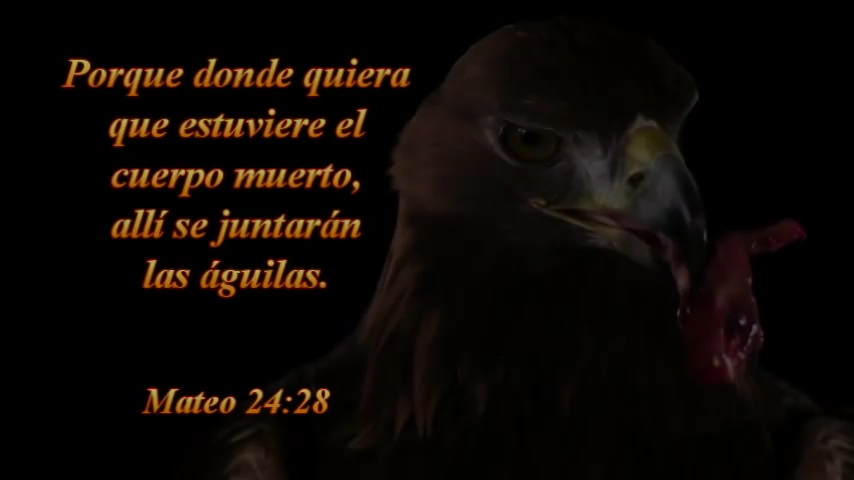 Porque donde quiera
que estuviere el
cuerpo muerto,
allí se juntarán
las águilas.
Mateo 24:28